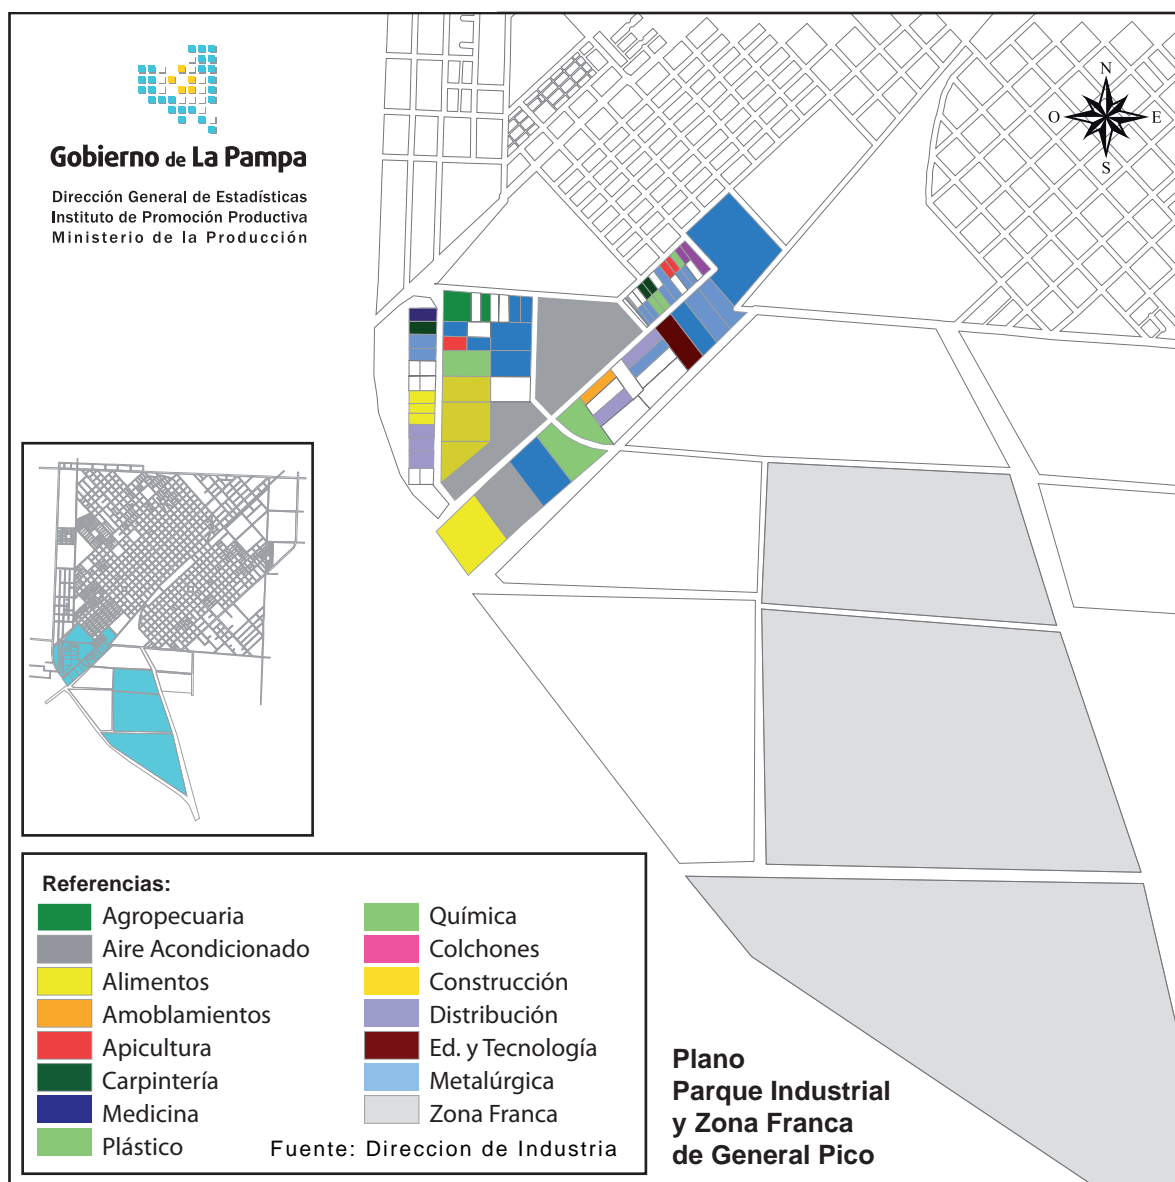 Gobierno de La Pampa
Dirección General de Estadísticas
Instituto de Promoción Productiva
Ministerio de la Producción
N
O
E
S
Referencias:
Agropecuaria
Aire Acondicionado
Alimentos
Amoblamientos
Apicultura
Carpintería
Medicina
Plástico
Química
Colchones
Construcción
Distribución
Ed. y Tecnología
Metalúrgica
Zona Franca
Fuente: Direccion de Industria
Plano
Parque Industrial
y Zona Franca
de General Pico